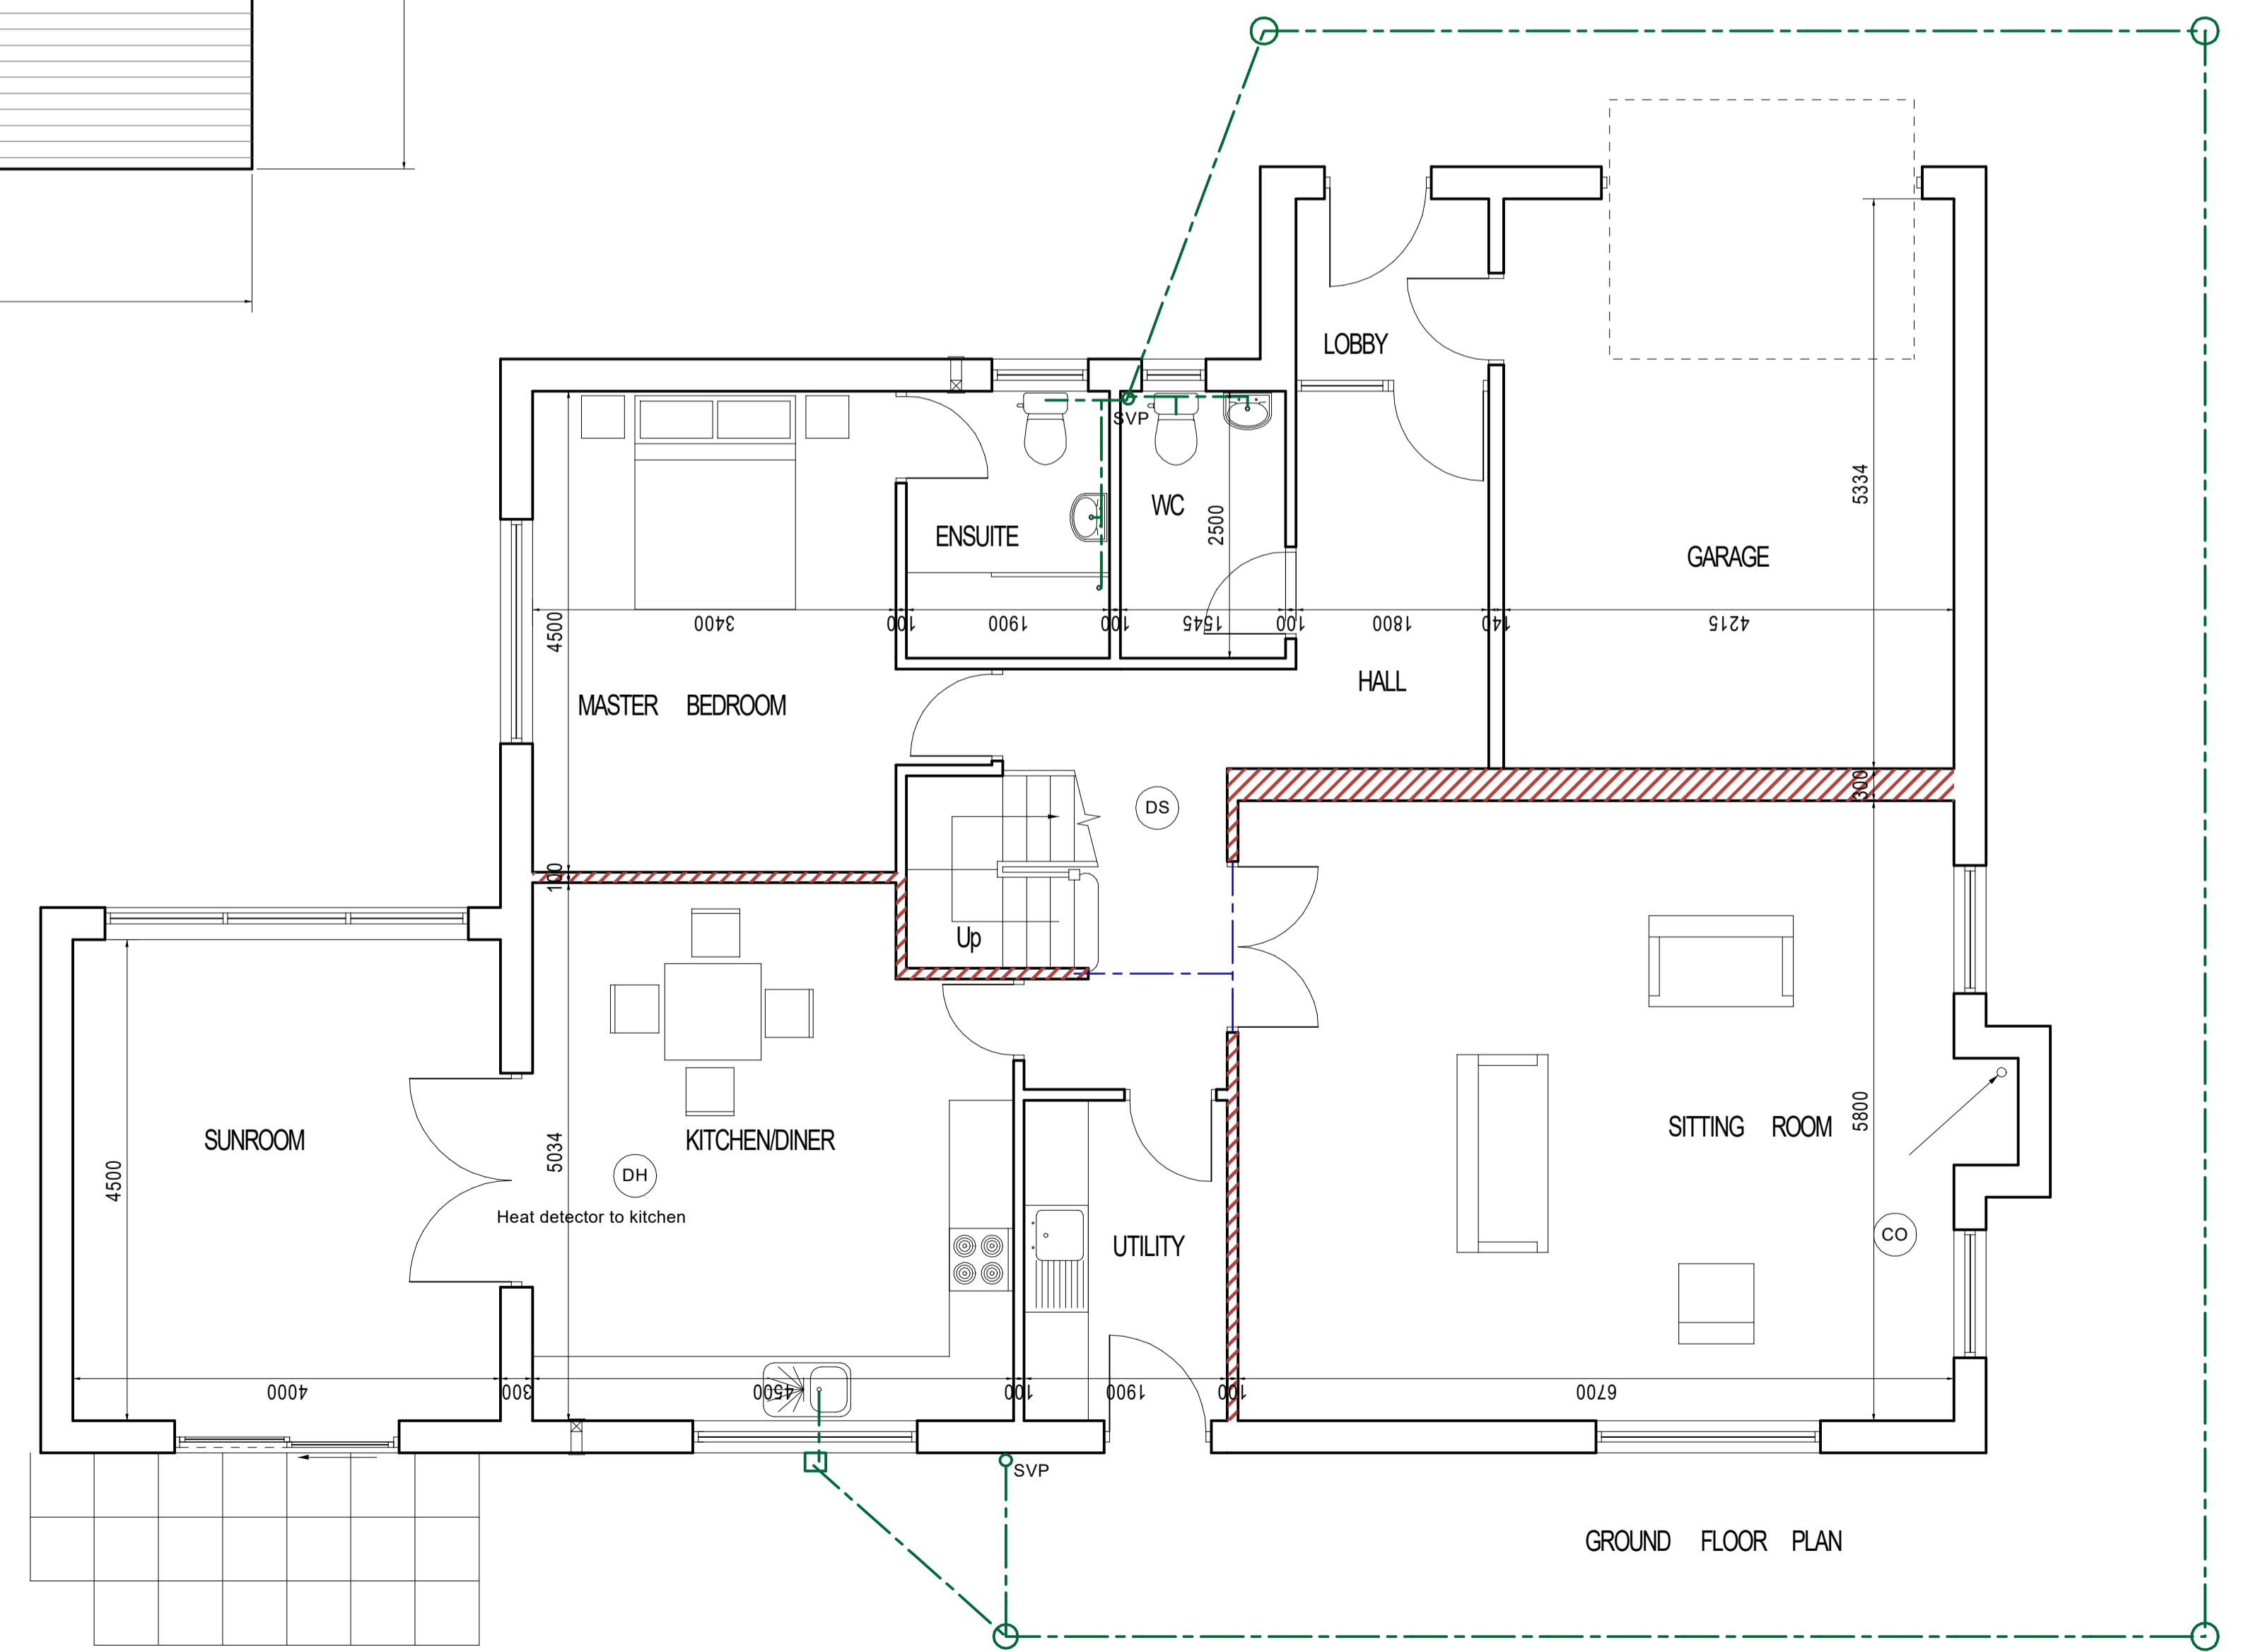 LOBBY
SVP
5334
WC
2500
ENSUITE
GARAGE
4500
3400
100
1900
100
1545
100
1800
140
4215
HALL
MASTER BEDROOM
300
DS
100
Up
5800
SITTING ROOM
SUNROOM
KITCHEN/DINER
5034
4500
DH
Heat detector to kitchen
CO
UTILITY
4000
300
4500
100
1900
100
6700
SVP
GROUND FLOOR PLAN